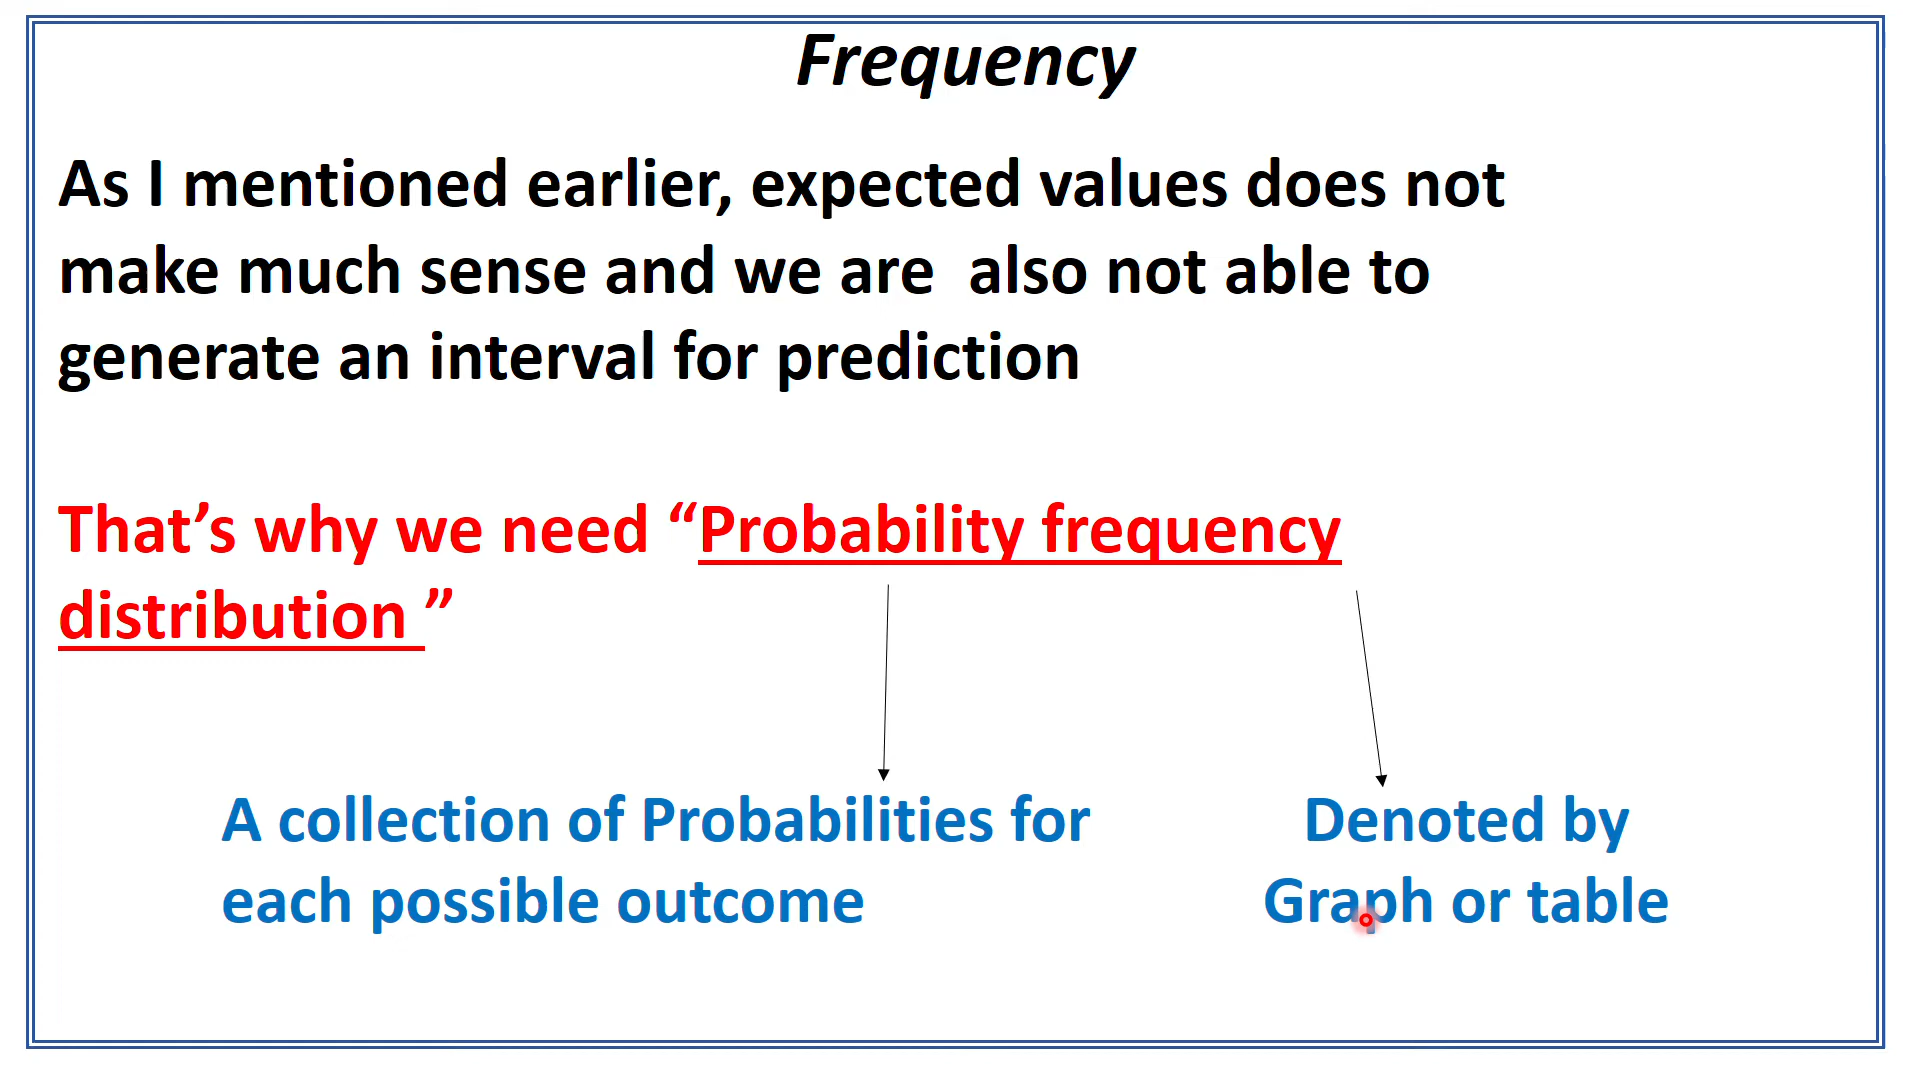 Frequency
As I mentioned earlier, expected values does not
make much sense and we are  also not able to
generate an interval for prediction
That’s why we need “Probability frequency
distribution ”
A collection of Probabilities for
each possible outcome
Denoted by
Graph or table